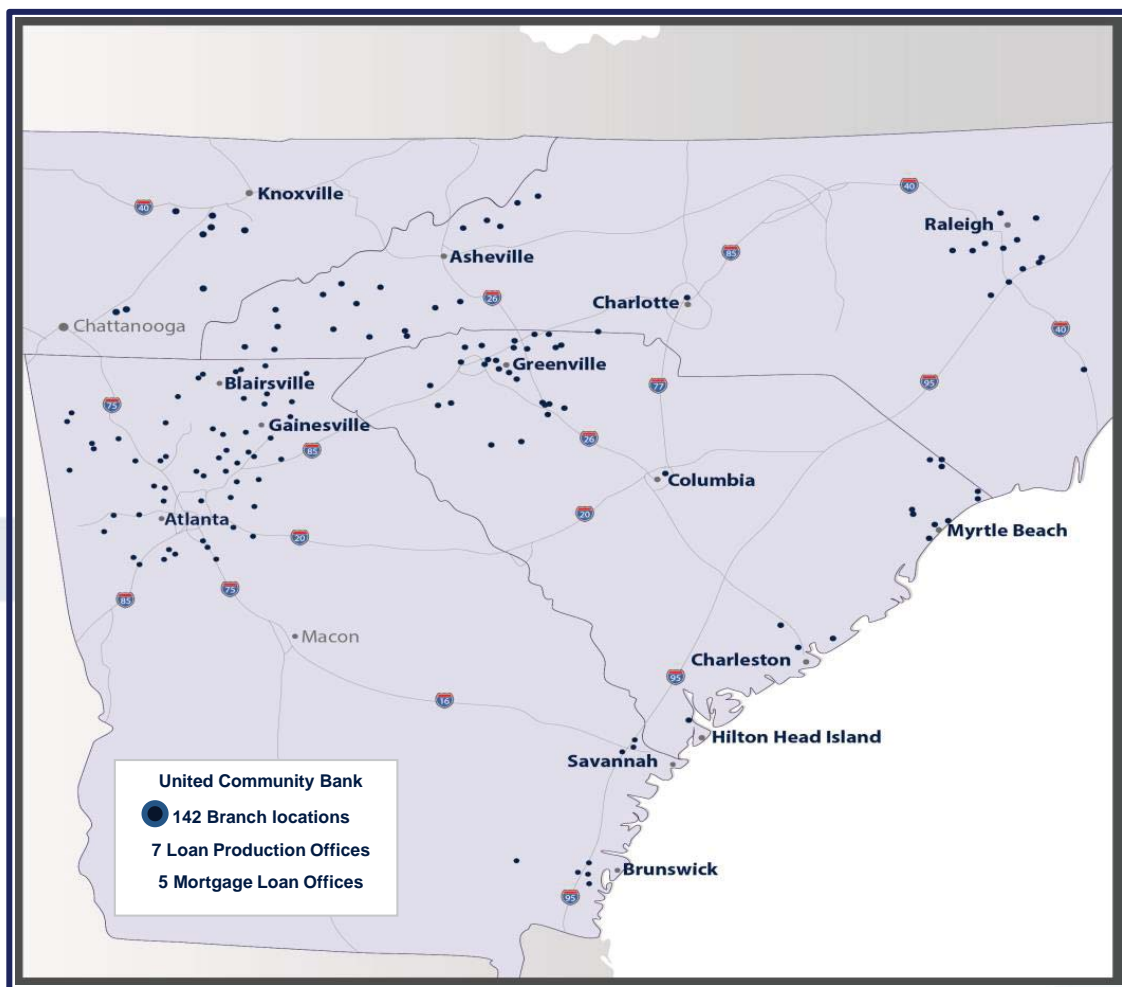 Knoxville
40
40
Raleigh
Asheville
85
26
Charlotte
Chattanooga
40
Greenville
Blairsville
77
95
75
Gainesville
26
85
Columbia
20
Atlanta
Myrtle Beach
20
75
85
Macon
Charleston
95
16
Hilton Head Island
Savannah
United Community Bank
142 Branch locations
7 Loan Production Offices
5 Mortgage Loan Offices
Brunswick
95